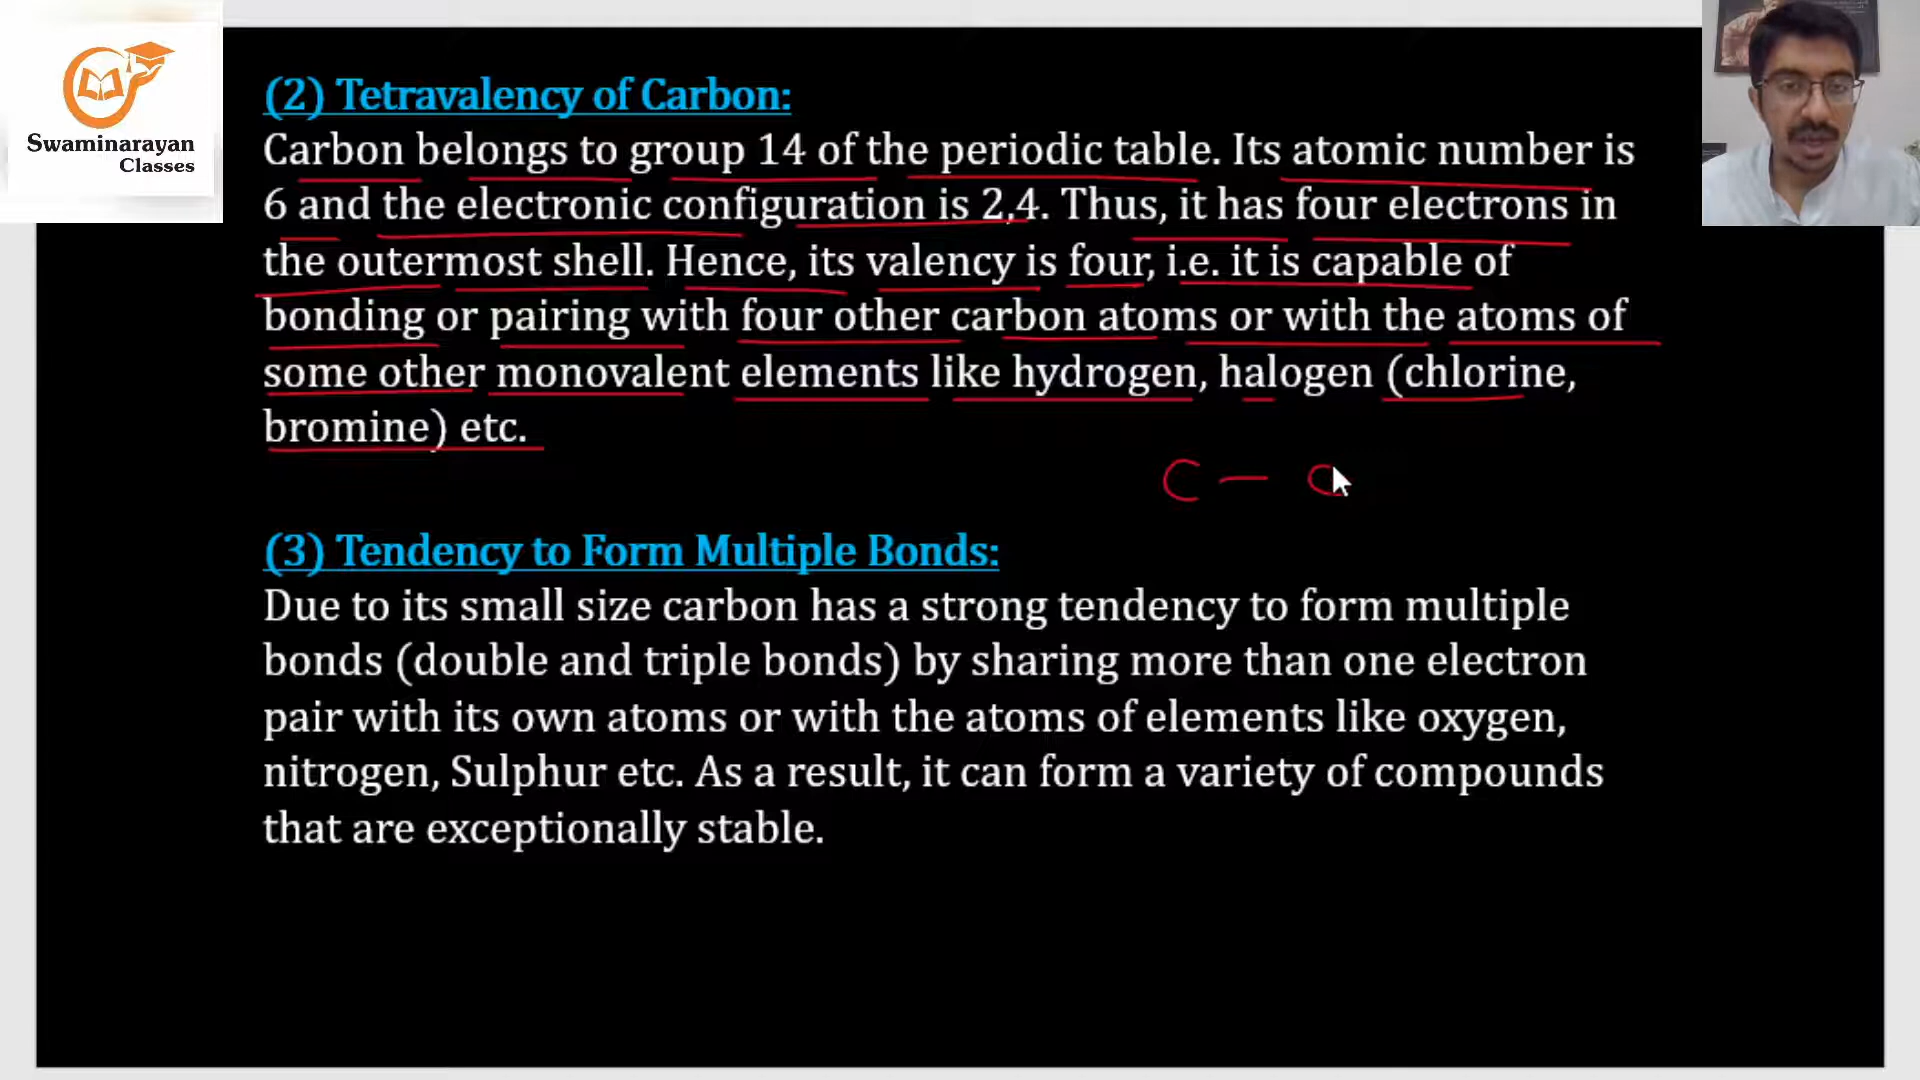 Swaminarayan
Classes
(2) Tetravalency of Carbon:
Carbon belongs to group 14 of the periodic table. Its atomic number is
6 and the electronic configuration is 2,4. Thus, it has four electrons in
the outermost shell. Hence, its valency is four, i.e. it is capable of
bonding or pairing with four other carbon atoms or with the atoms of
some other monovalent elements like hydrogen, halogen (chlorine,
bromine) etc.
C — C
(3) Tendency to Form Multiple Bonds:
Due to its small size carbon has a strong tendency to form multiple
bonds (double and triple bonds) by sharing more than one electron
pair with its own atoms or with the atoms of elements like oxygen,
nitrogen, Sulphur etc. As a result, it can form a variety of compounds
that are exceptionally stable.